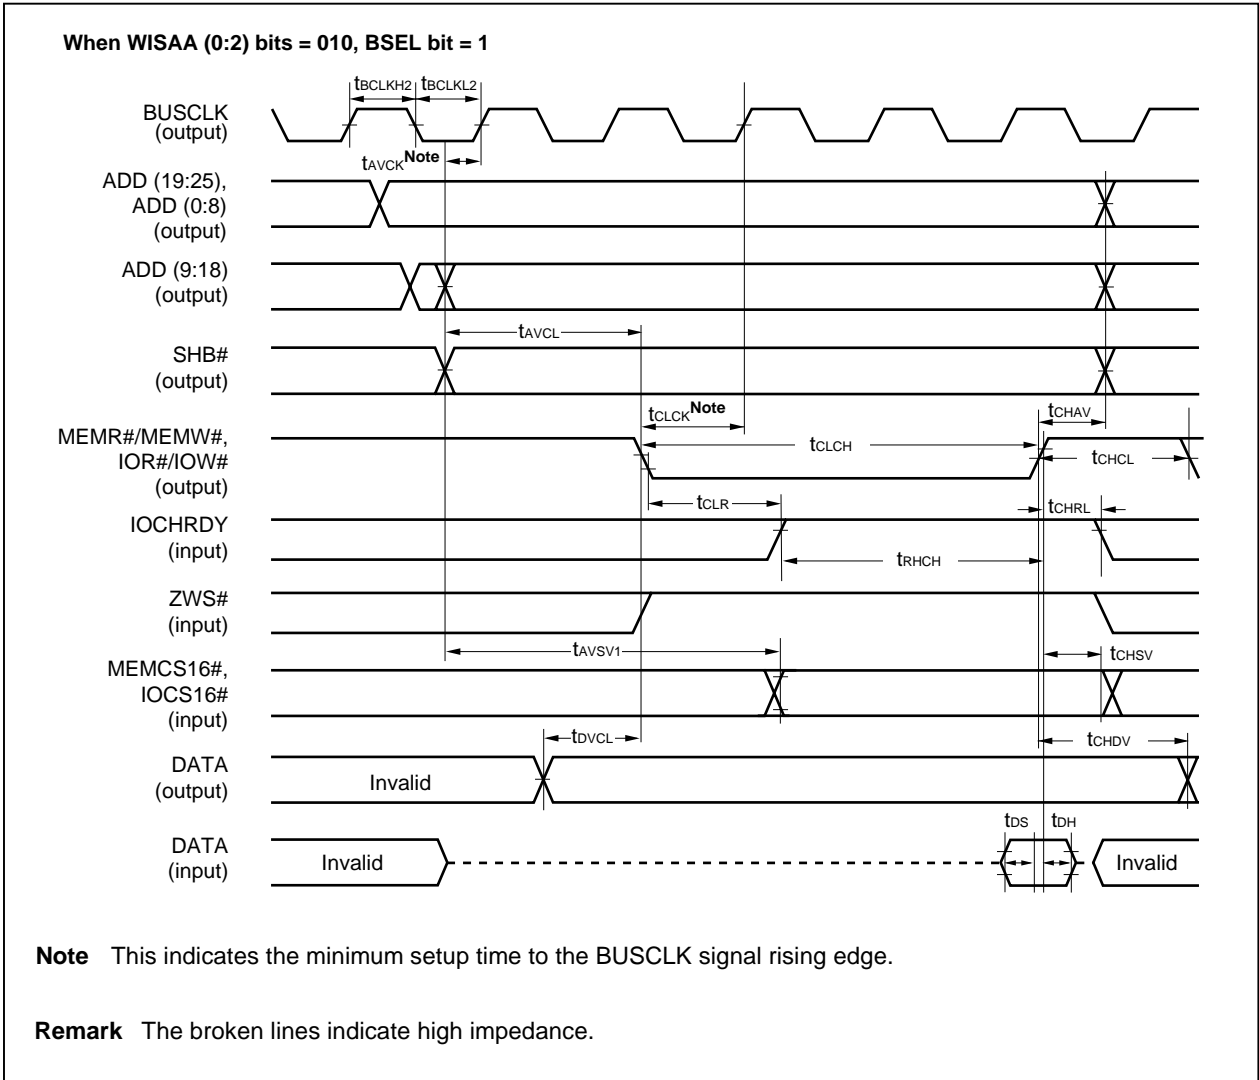 When WISAA (0:2) bits = 010, BSEL bit = 1
tBCLKH2 tBCLKL2
BUSCLK
(output)
tAVCK Note
ADD (19:25),
ADD (0:8)
(output)
ADD (9:18)
(output)
tAVCL
SHB#
(output)
tCLCK Note
tCHAV
MEMR#/MEMW#,
IOR#/IOW#
(output)
tCLCH
tCHCL
tCLR
tCHRL
IOCHRDY
(input)
tRHCH
ZWS#
(input)
tAVSV1
tCHSV
MEMCS16#,
IOCS16#
(input)
tDVCL
tCHDV
DATA
(output)
Invalid
tDS tDH
DATA
(input)
Invalid
Invalid
Note This indicates the minimum setup time to the BUSCLK signal rising edge.
Remark The broken lines indicate high impedance.